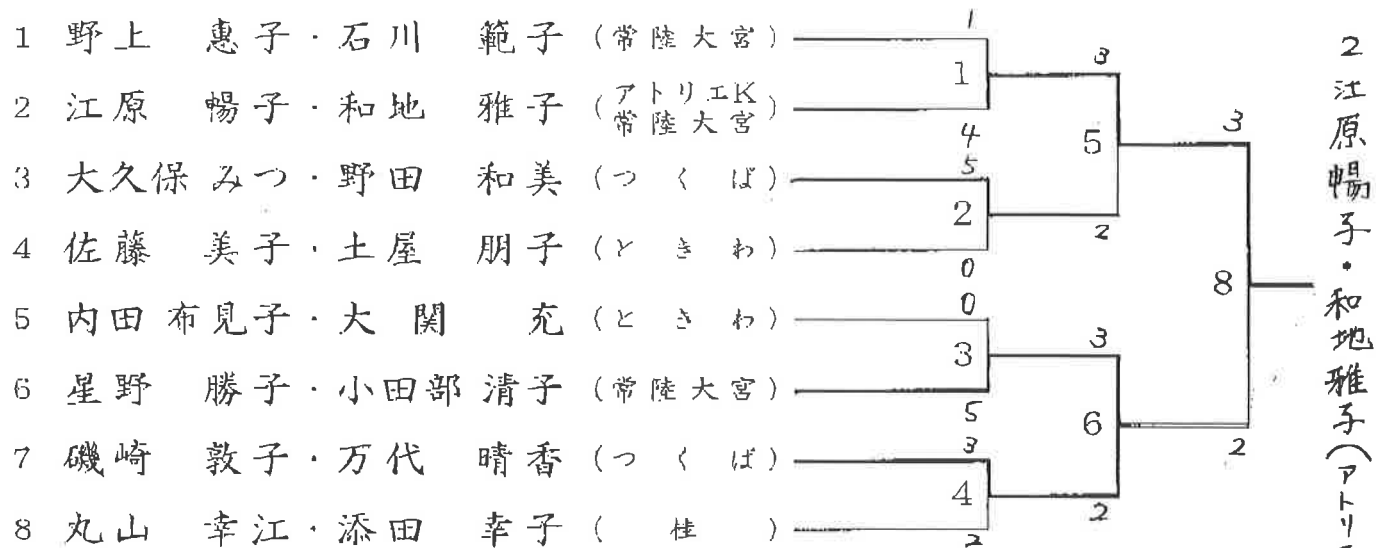 1 野上 惠子・石川 範子 (常陸大宮) 1
1 3
2 江原 暢子・和地 雅子 (アトリエK 常陸大宮) 4
5 3
3 大久保 みつ・野田 和美 (つくば) 5
2 2
4 佐藤 美子・土屋 朋子 (ときわ) 0
8
5 内田 布見子・大関 充 (ときわ) 0
3 3
6 星野 勝子・小田部 清子 (常陸大宮) 5
6 2
7 磯崎 敦子・万代 晴香 (つくば) 3
4 2
8 丸山 幸江・添田 幸子 (桂) 2
2 江原暢子・和地雅子(アトリ